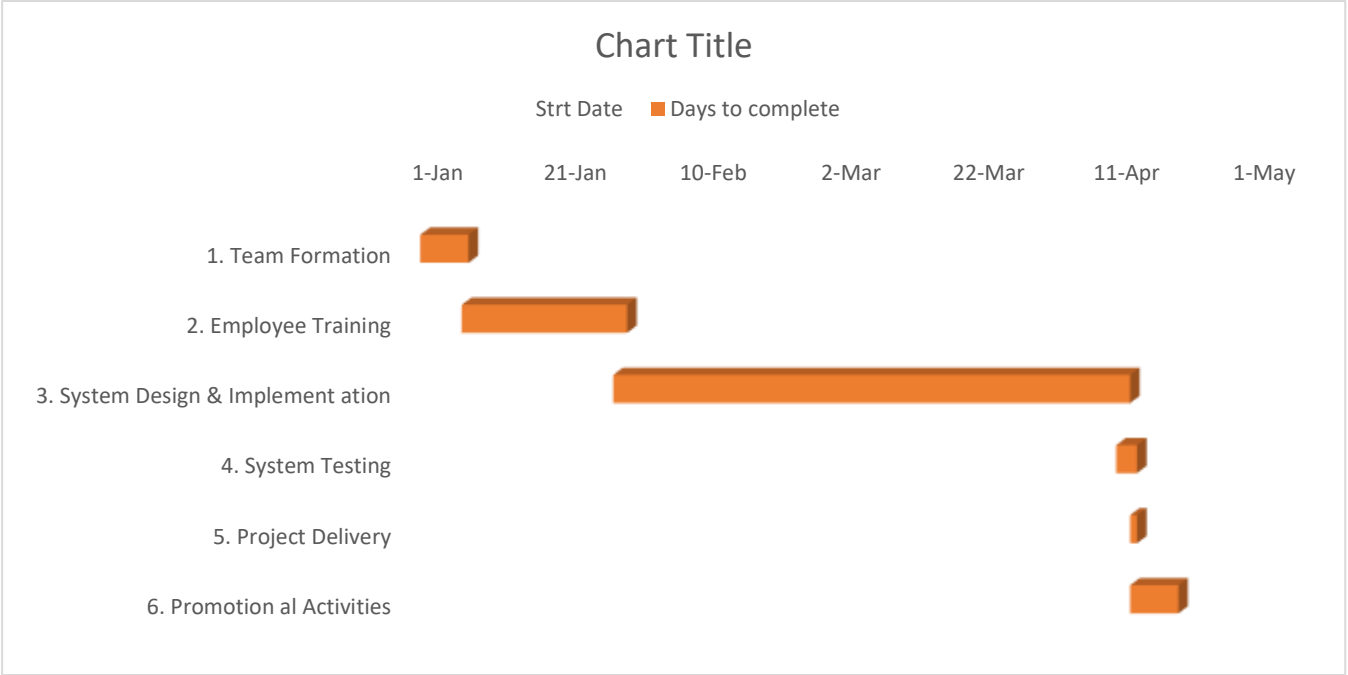 Chart Title
Strt Date Days to complete
1-Jan 21-Jan 10-Feb 2-Mar 22-Mar 11-Apr 1-May
1. Team Formation
2. Employee Training
3. System Design & Implement ation
4. System Testing
5. Project Delivery
6. Promotion al Activities